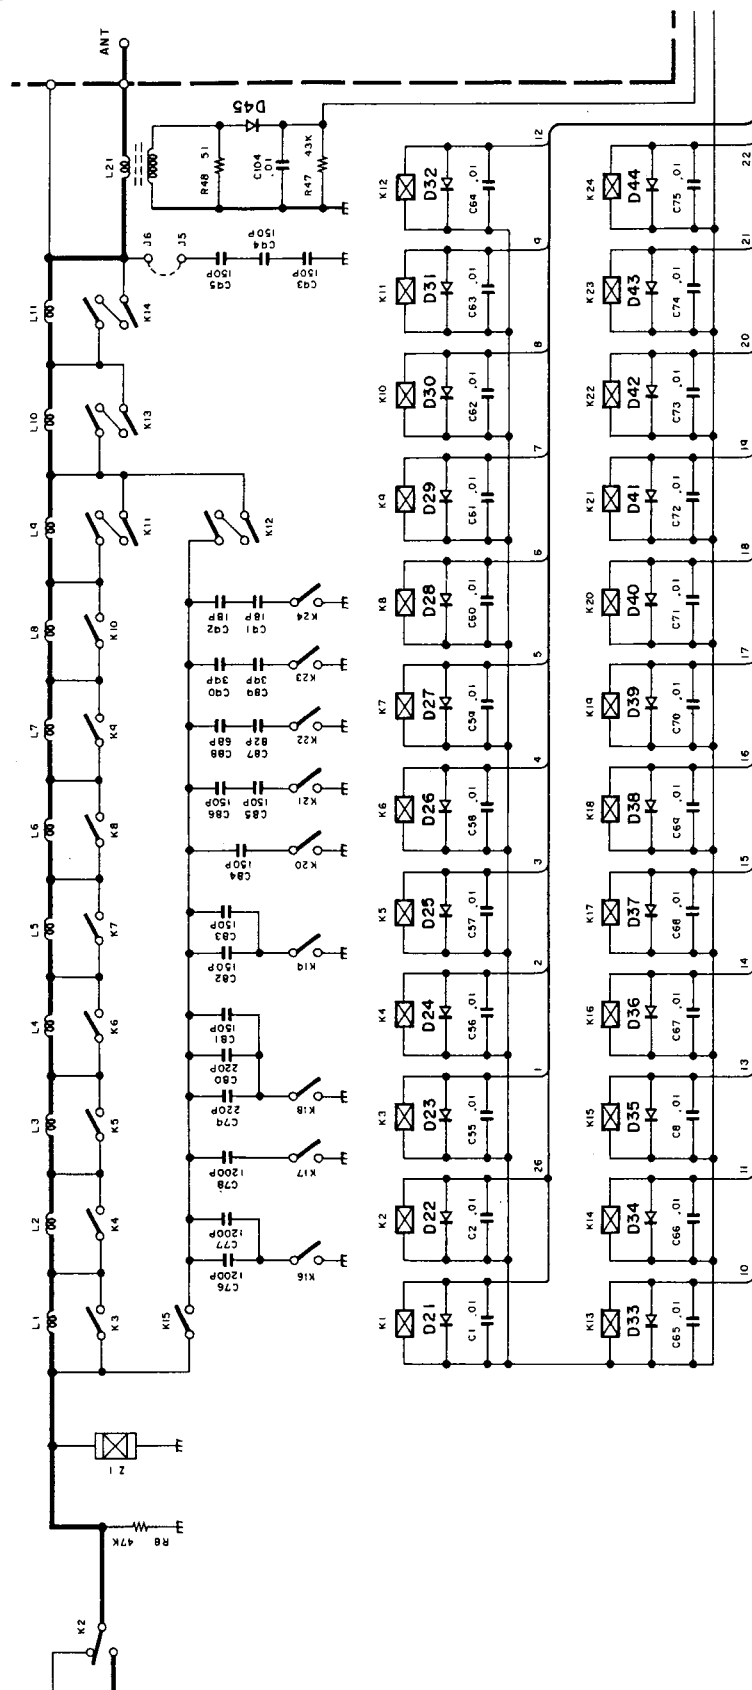 ANT
L21
D45
R48
51
C104
.01
R47
43K
J6
J5
C95
150P
C94
150P
C93
150P
L11
K14
L10
K13
L9
K11
K12
L8
K10
L7
K9
L6
K8
L5
K7
L4
K6
L3
K5
L2
K4
L1
K3
K15
C92
18P
C91
18P
K24
C90
39P
C89
39P
K23
C88
68P
C87
82P
K22
C86
150P
C85
150P
K21
C84
150P
K20
C83
150P
C82
150P
K19
C81
150P
C80
220P
C79
220P
K18
C78
1200P
K17
C77
1200P
C76
1200P
K16
Z1
R8
47K
K2
K12
D32
C64 .01
12
K11
D31
C63 .01
9
K10
D30
C62 .01
8
K9
D29
C61 .01
7
K8
D28
C60 .01
6
K7
D27
C59 .01
5
K6
D26
C58 .01
4
K5
D25
C57 .01
3
K4
D24
C56 .01
2
K3
D23
C55 .01
1
K2
D22
C2 .01
26
K1
D21
C1 .01
K24
D44
C75 .01
22
K23
D43
C74 .01
21
K22
D42
C73 .01
20
K21
D41
C72 .01
19
K20
D40
C71 .01
18
K19
D39
C70 .01
17
K18
D38
C69 .01
16
K17
D37
C68 .01
15
K16
D36
C67 .01
14
K15
D35
C8 .01
13
K14
D34
C66 .01
11
K13
D33
C65 .01
10